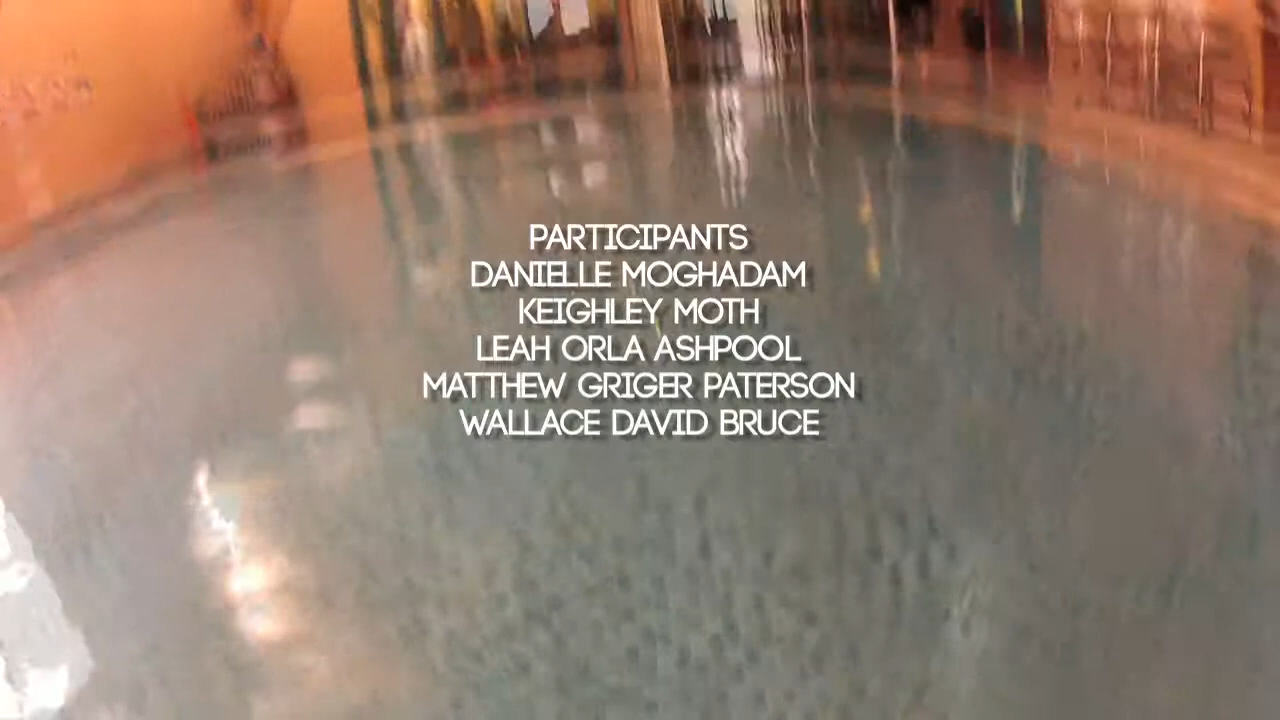 PARTICIPANTS
DANIELLE MOGHADAM
KEIGHLEY MOTH
LEAH ORLA ASHPOOL
MATTHEW GRIGER PATERSON
WALLACE DAVID BRUCE